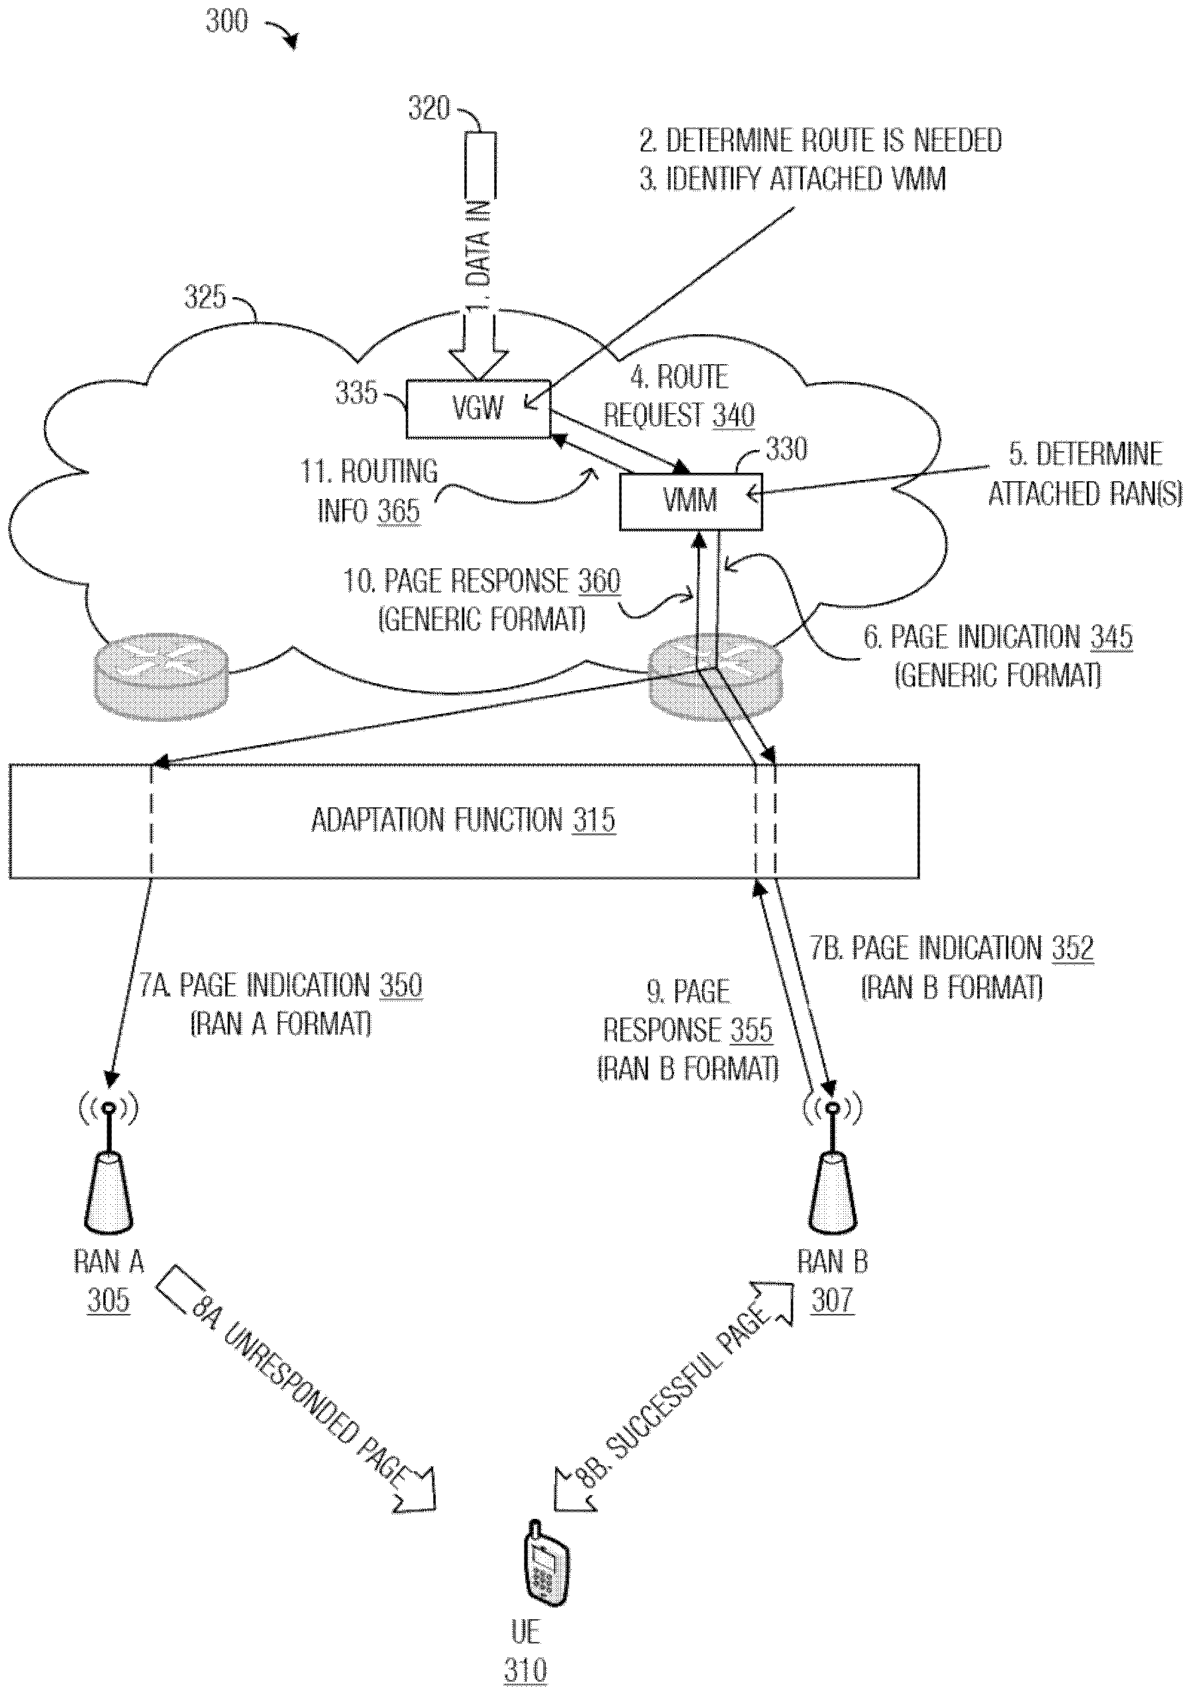 300
320
2. DETERMINE ROUTE IS NEEDED
3. IDENTIFY ATTACHED VMM
1. DATA IN
325
335
VGW
4. ROUTE
REQUEST 340
330
11. ROUTING
INFO 365
VMM
5. DETERMINE
ATTACHED RAN(S)
10. PAGE RESPONSE 360
(GENERIC FORMAT)
6. PAGE INDICATION 345
(GENERIC FORMAT)
ADAPTATION FUNCTION 315
7A. PAGE INDICATION 350
(RAN A FORMAT)
9. PAGE
RESPONSE 355
(RAN B FORMAT)
7B. PAGE INDICATION 352
(RAN B FORMAT)
RAN A
305
RAN B
307
8A. UNRESPONDED PAGE
8B. SUCCESSFUL PAGE
UE
310